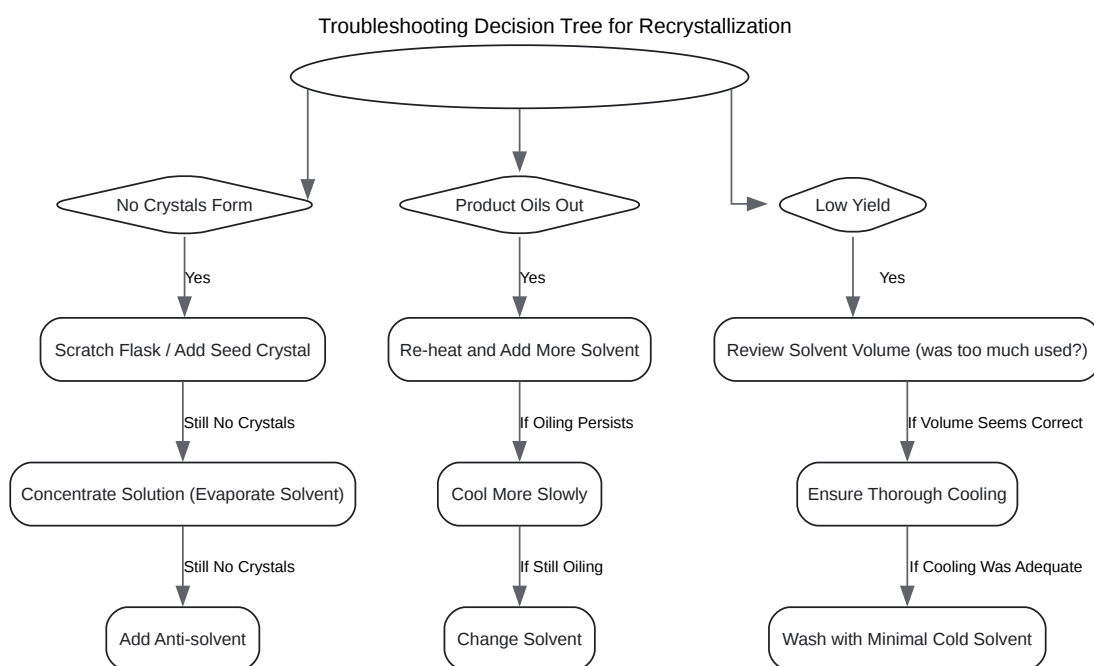 Troubleshooting Decision Tree for Recrystallization
No Crystals Form
Product Oils Out
Low Yield
Yes
Yes
Yes
Scratch Flask / Add Seed Crystal
Re-heat and Add More Solvent
Review Solvent Volume (was too much used?)
Still No Crystals
If Oiling Persists
If Volume Seems Correct
Concentrate Solution (Evaporate Solvent)
Cool More Slowly
Ensure Thorough Cooling
Still No Crystals
If Still Oiling
If Cooling Was Adequate
Add Anti-solvent
Change Solvent
Wash with Minimal Cold Solvent